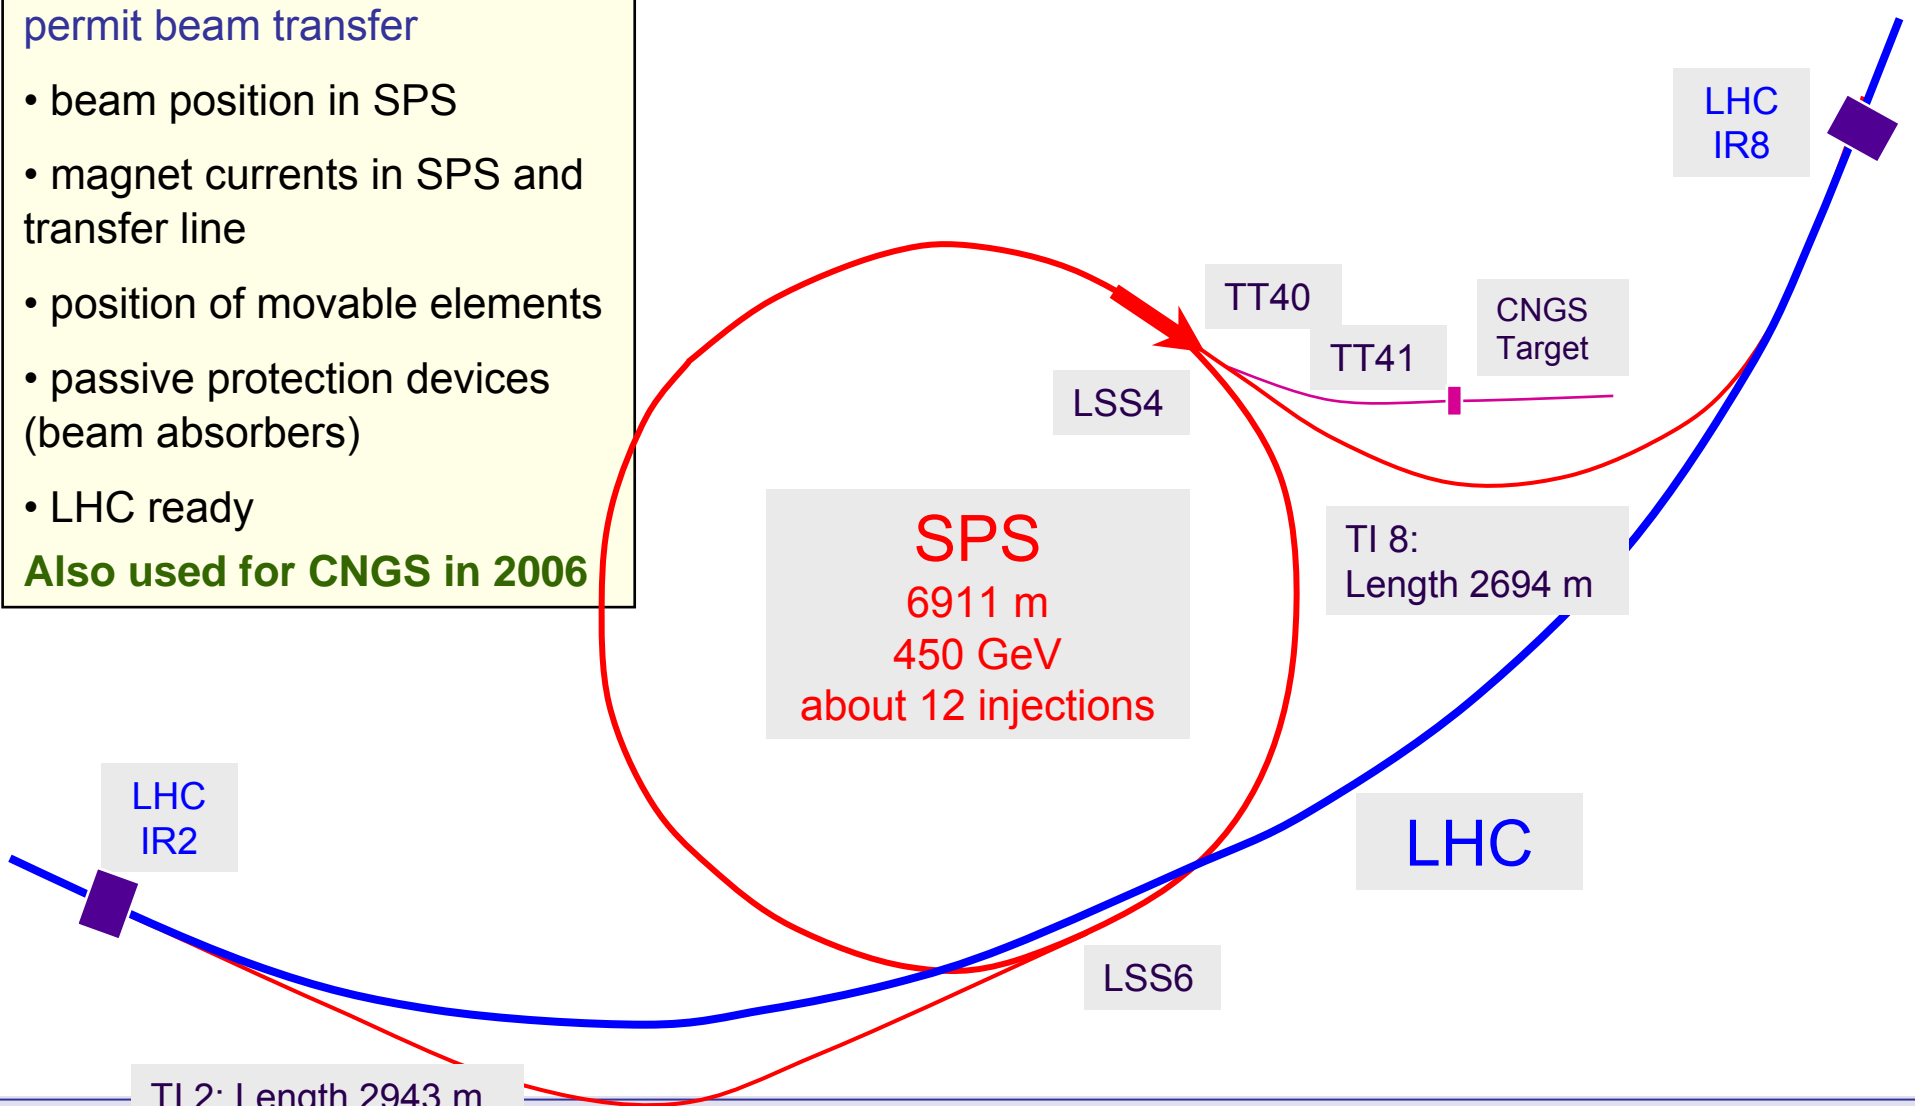 permit beam transfer
• beam position in SPS
• magnet currents in SPS and
transfer line
• position of movable elements
• passive protection devices
(beam absorbers)
• LHC ready
Also used for CNGS in 2006
LHC
IR8
TT40
CNGS
Target
TT41
LSS4
SPS
6911 m
450 GeV
about 12 injections
TI 8:
Length 2694 m
LHC
IR2
LHC
LSS6
TI 2: Length 2943 m